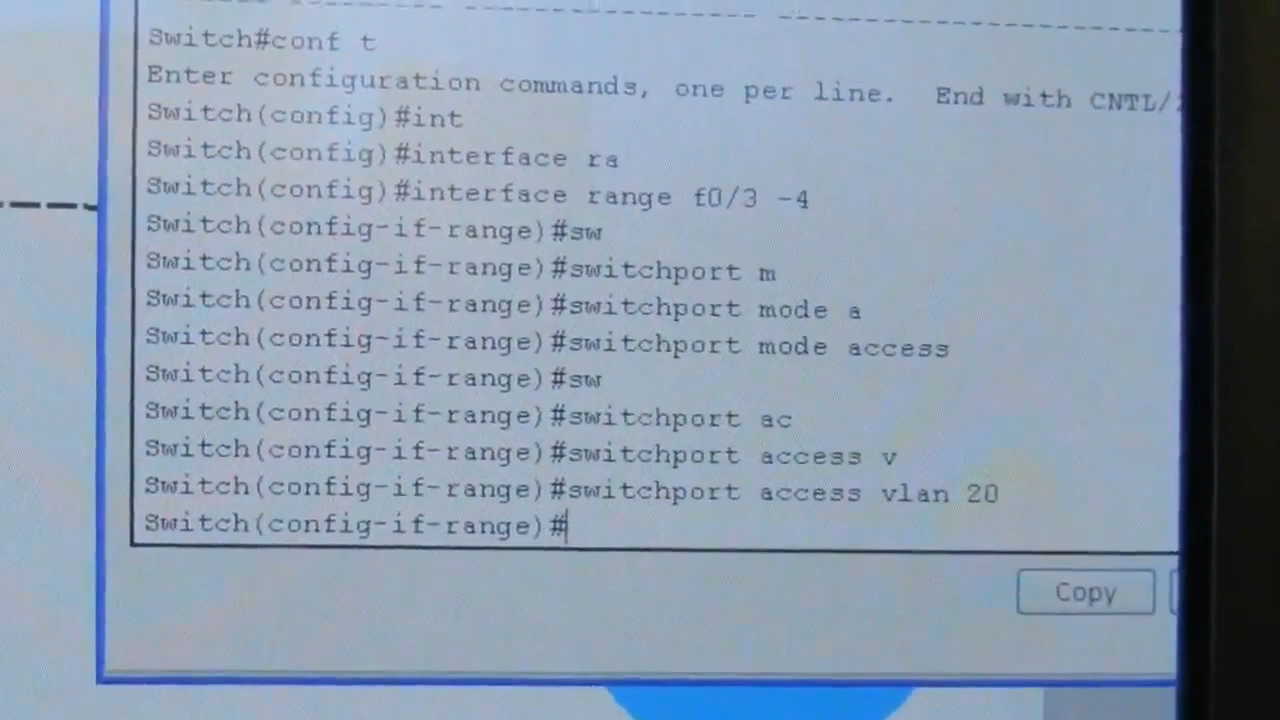 Switch#conf t
Enter configuration commands, one per line.  End with CNTL/
Switch(config)#int
Switch(config)#interface ra
Switch(config)#interface range f0/3 -4
Switch(config-if-range)#sw
Switch(config-if-range)#switchport m
Switch(config-if-range)#switchport mode a
Switch(config-if-range)#switchport mode access
Switch(config-if-range)#sw
Switch(config-if-range)#switchport ac
Switch(config-if-range)#switchport access v
Switch(config-if-range)#switchport access vlan 20
Switch(config-if-range)#
Copy